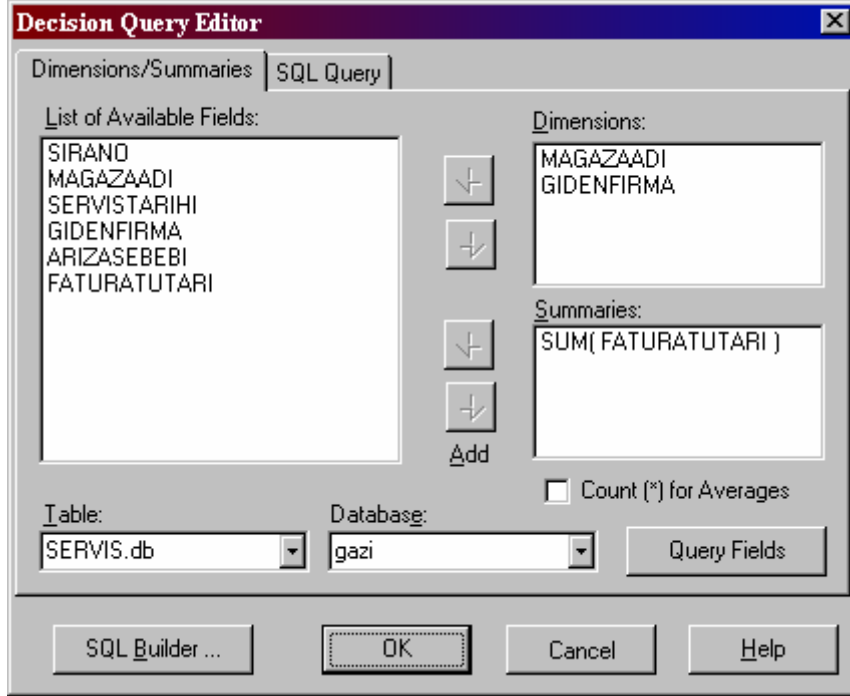 Decision Query Editor
Dimensions/Summaries
SQL Query
List of Available Fields:
SIRANO
MAGAZAADI
SERVISTARIHI
GIDENFIRMA
ARIZASEBEBI
FATURATUTARI
Dimensions:
MAGAZAADI
GIDENFIRMA
Summaries:
SUM( FATURATUTARI )
Add
Count (*) for Averages
Table:
SERVIS.db
Database:
gazi
Query Fields
SQL Builder ...
OK
Cancel
Help